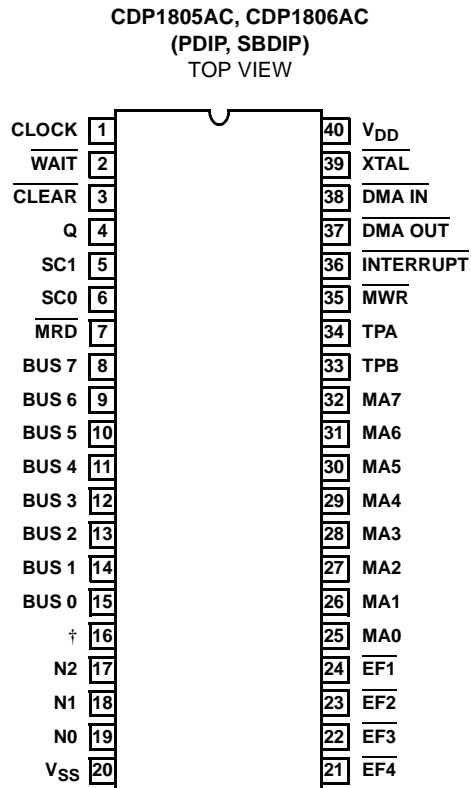 CDP1805AC, CDP1806AC
(PDIP, SBDIP)
TOP VIEW
CLOCK 1 40 VDD
WAIT 2 39 XTAL
CLEAR 3 38 DMA IN
Q 4 37 DMA OUT
SC1 5 36 INTERRUPT
SC0 6 35 MWR
MRD 7 34 TPA
BUS 7 8 33 TPB
BUS 6 9 32 MA7
BUS 5 10 31 MA6
BUS 4 11 30 MA5
BUS 3 12 29 MA4
BUS 2 13 28 MA3
BUS 1 14 27 MA2
BUS 0 15 26 MA1
† 16 25 MA0
N2 17 24 EF1
N1 18 23 EF2
N0 19 22 EF3
VSS 20 21 EF4